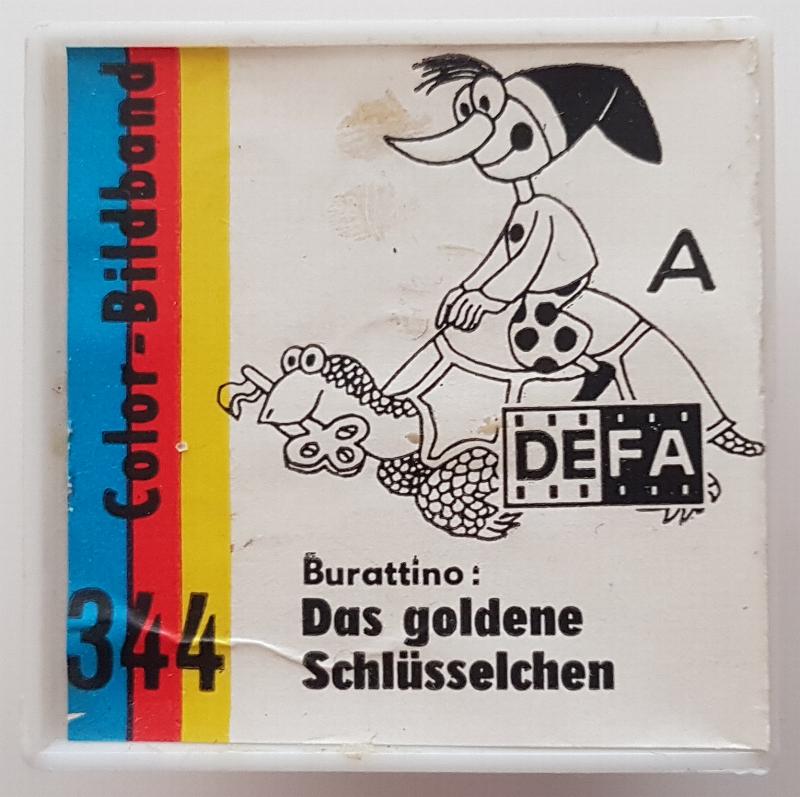 Color-Bildband
344
A
DEFA
Burattino:
Das goldene
Schlüsselchen